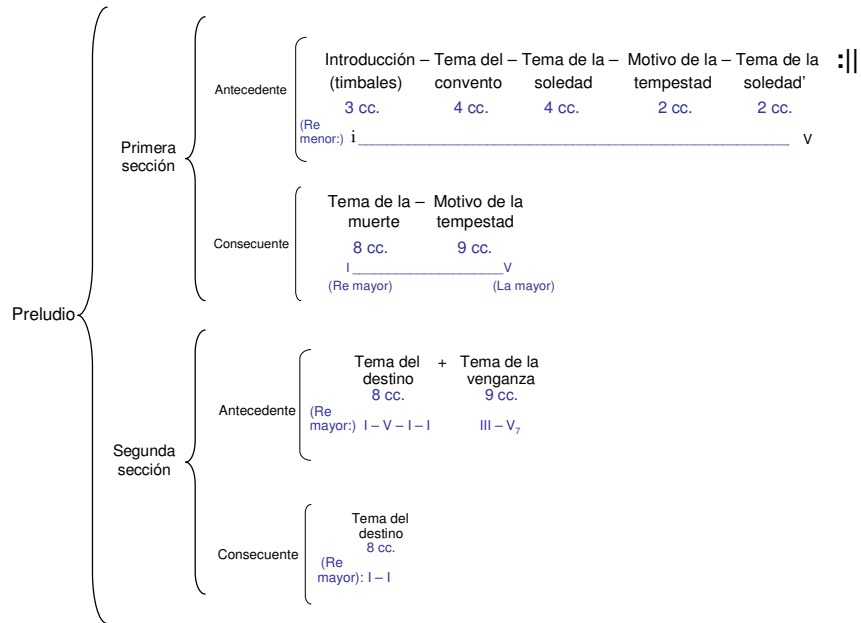 Preludio
Primera
sección
Antecedente
Introducción – Tema del – Tema de la – Motivo de la – Tema de la :||
(timbales) convento soledad tempestad soledad’
3 cc. 4 cc. 4 cc. 2 cc. 2 cc.
(Re
menor:) i V
Consecuente
Tema de la – Motivo de la
muerte tempestad
8 cc. 9 cc.
I V
(Re mayor) (La mayor)
Segunda
sección
Antecedente
Tema del + Tema de la
destino venganza
8 cc. 9 cc.
(Re
mayor:) I – V – I – I III – V₇
Consecuente
Tema del
destino
8 cc.
(Re
mayor): I – I